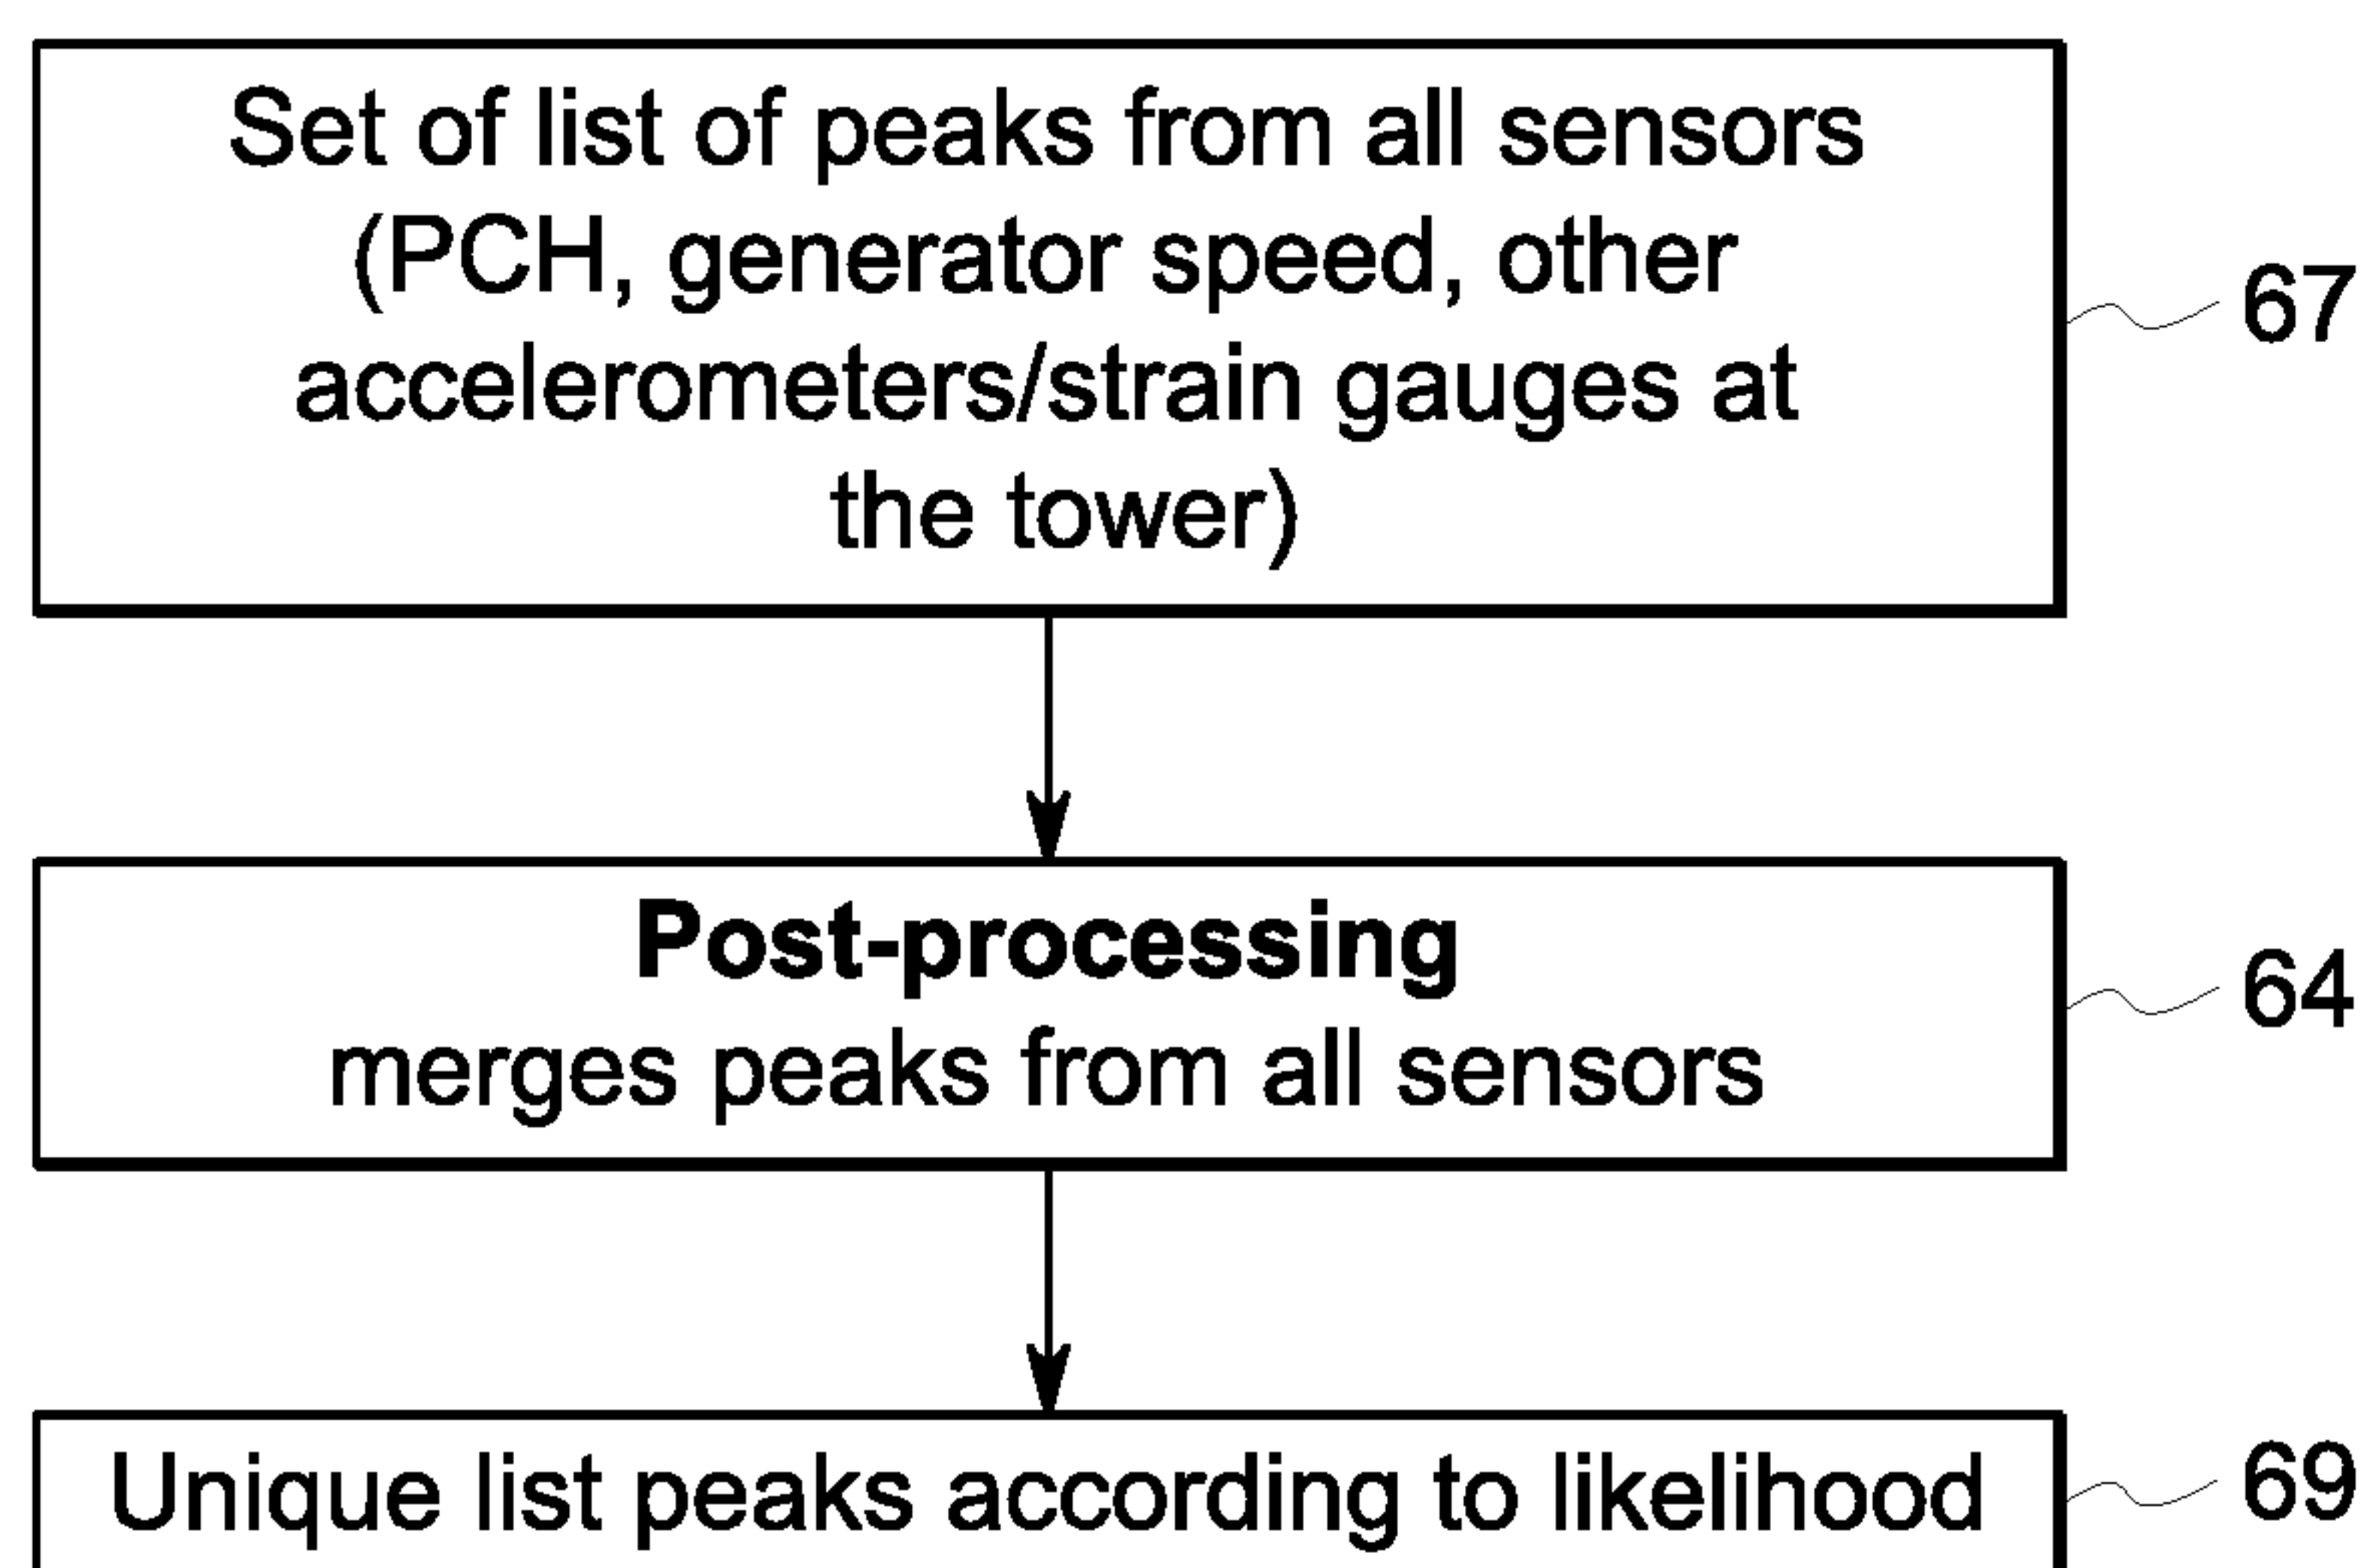 Set of list of peaks from all sensors
(PCH, generator speed, other
accelerometers/strain gauges at
the tower)
67
Post-processing
merges peaks from all sensors
64
Unique list peaks according to likelihood
69